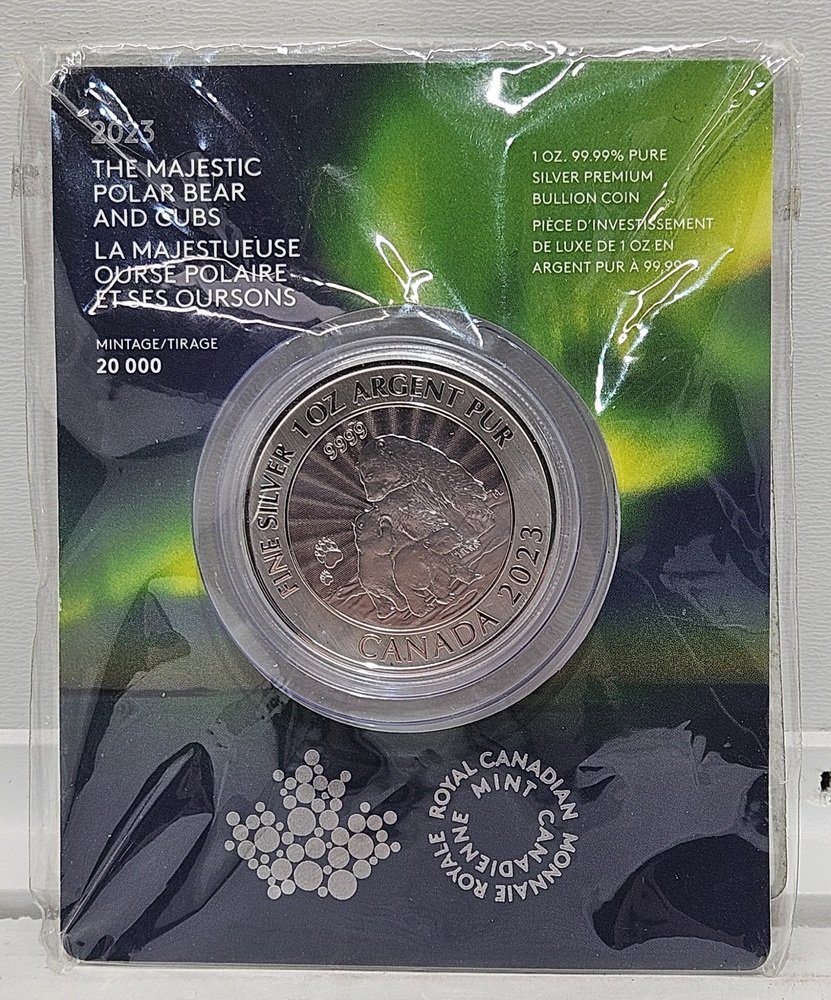 2023
THE MAJESTIC
POLAR BEAR
AND CUBS
LA MAJESTUEUSE
OURSE POLAIRE
ET SES OURSONS
MINTAGE/TIRAGE
20 000
1 OZ. 99.99% PURE
SILVER PREMIUM
BULLION COIN
PIÈCE D'INVESTISSEMENT
DE LUXE DE 1 OZ EN
ARGENT PUR À 99,99
FINE SILVER 1 OZ ARGENT PUR
9999
CANADA 2023
ROYAL CANADIAN MINT
MONNAIE ROYALE CANADIENNE